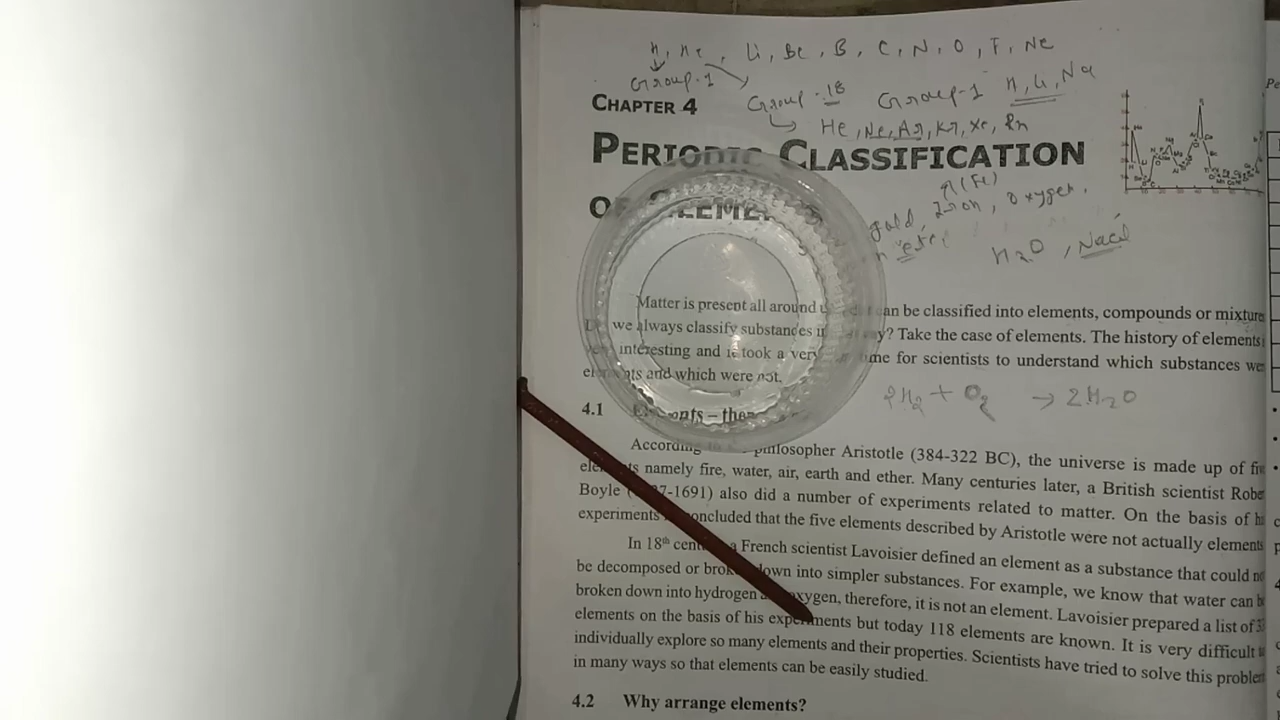 H, He, Li, Be, B, C, N, O, F, Ne
Group-1
Group-18 Group-1 H, Li, Na
He, Ne, Ar, Kr, Xe, Rn
CHAPTER 4
PERIODIC CLASSIFICATION
OF ELEME
gold, Iron, oxygen,
H2O, Nacl
Matter is present all around can be classified into elements, compounds or mixture
we always classify substances in ? Take the case of elements. The history of elements
interesting and it took a very time for scientists to understand which substances
and which were not.
2H2 + O2 → 2H2O
4.1
According philosopher Aristotle (384-322 BC), the universe is made up of
namely fire, water, air, earth and ether. Many centuries later, a British scientist
Boyle -1691) also did a number of experiments related to matter. On the basis of
experiments concluded that the five elements described by Aristotle were not actually elements
In 18th a French scientist Lavoisier defined an element as a substance that could
be decomposed or down into simpler substances. For example, we know that water can
broken down into hydrogen oxygen, therefore, it is not an element. Lavoisier prepared a list of
elements on the basis of his experiments but today 118 elements are known. It is very difficult
individually explore so many elements and their properties. Scientists have tried to solve this
in many ways so that elements can be easily studied.
4.2 Why arrange elements?